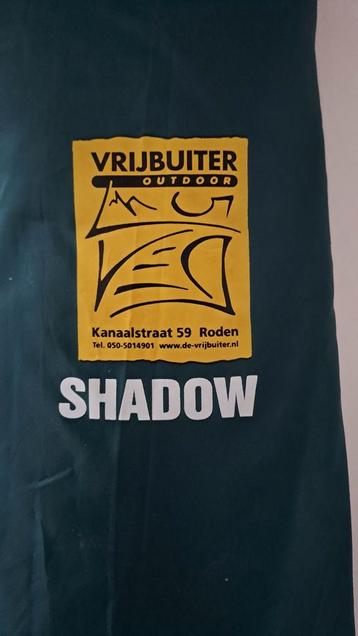 VRIJBUITER
OUTDOOR
Kanaalstraat 59 Roden
Tel. 050-5014901 www.de-vrijbuiter.nl
SHADOW